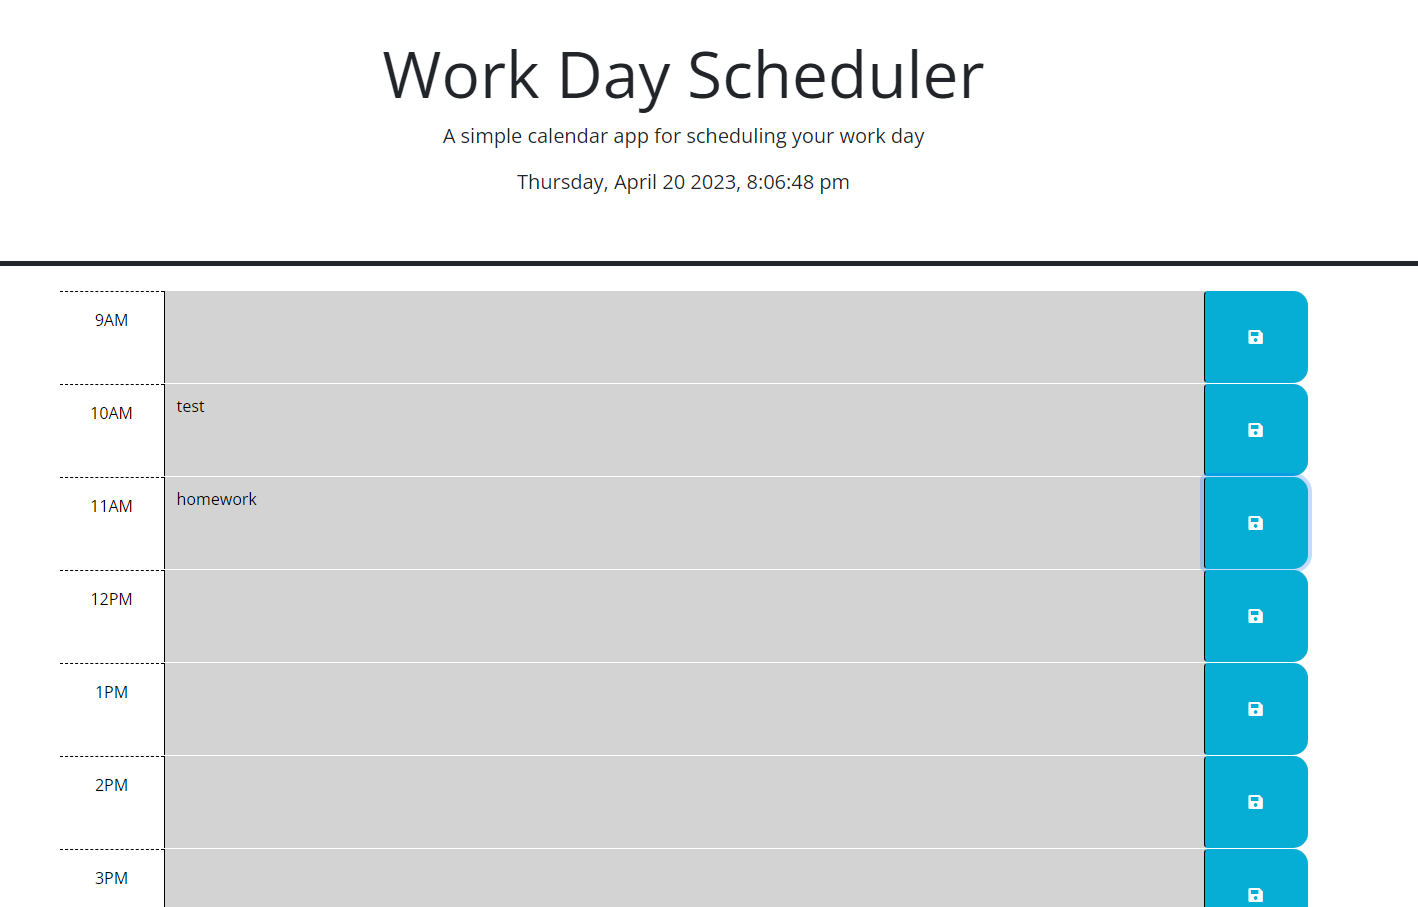 Work Day Scheduler
A simple calendar app for scheduling your work day
Thursday, April 20 2023, 8:06:48 pm
9AM
10AM test
11AM homework
12PM
1PM
2PM
3PM